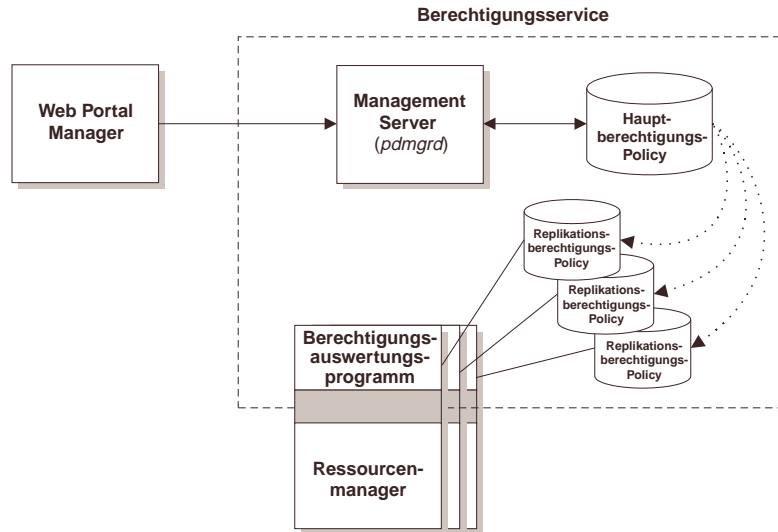 Berechtigungsservice
Web Portal
Manager
Management
Server
(pdmgrd)
Haupt-
berechtigungs-
Policy
Replikations-
berechtigungs-
Policy
Replikations-
berechtigungs-
Policy
Replikations-
berechtigungs-
Policy
Berechtigungs-
auswertungs-
programm
Ressourcen-
manager